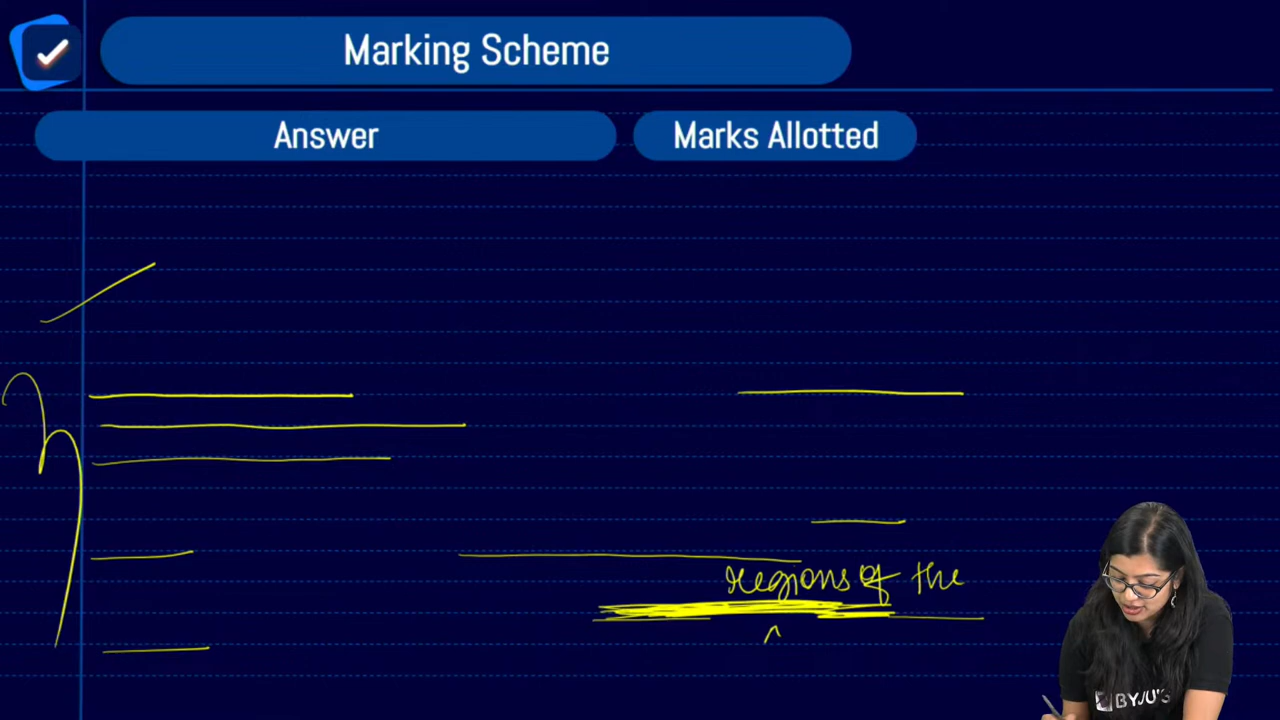 Marking Scheme
Answer
Marks Allotted
regions of the
BYJU'S